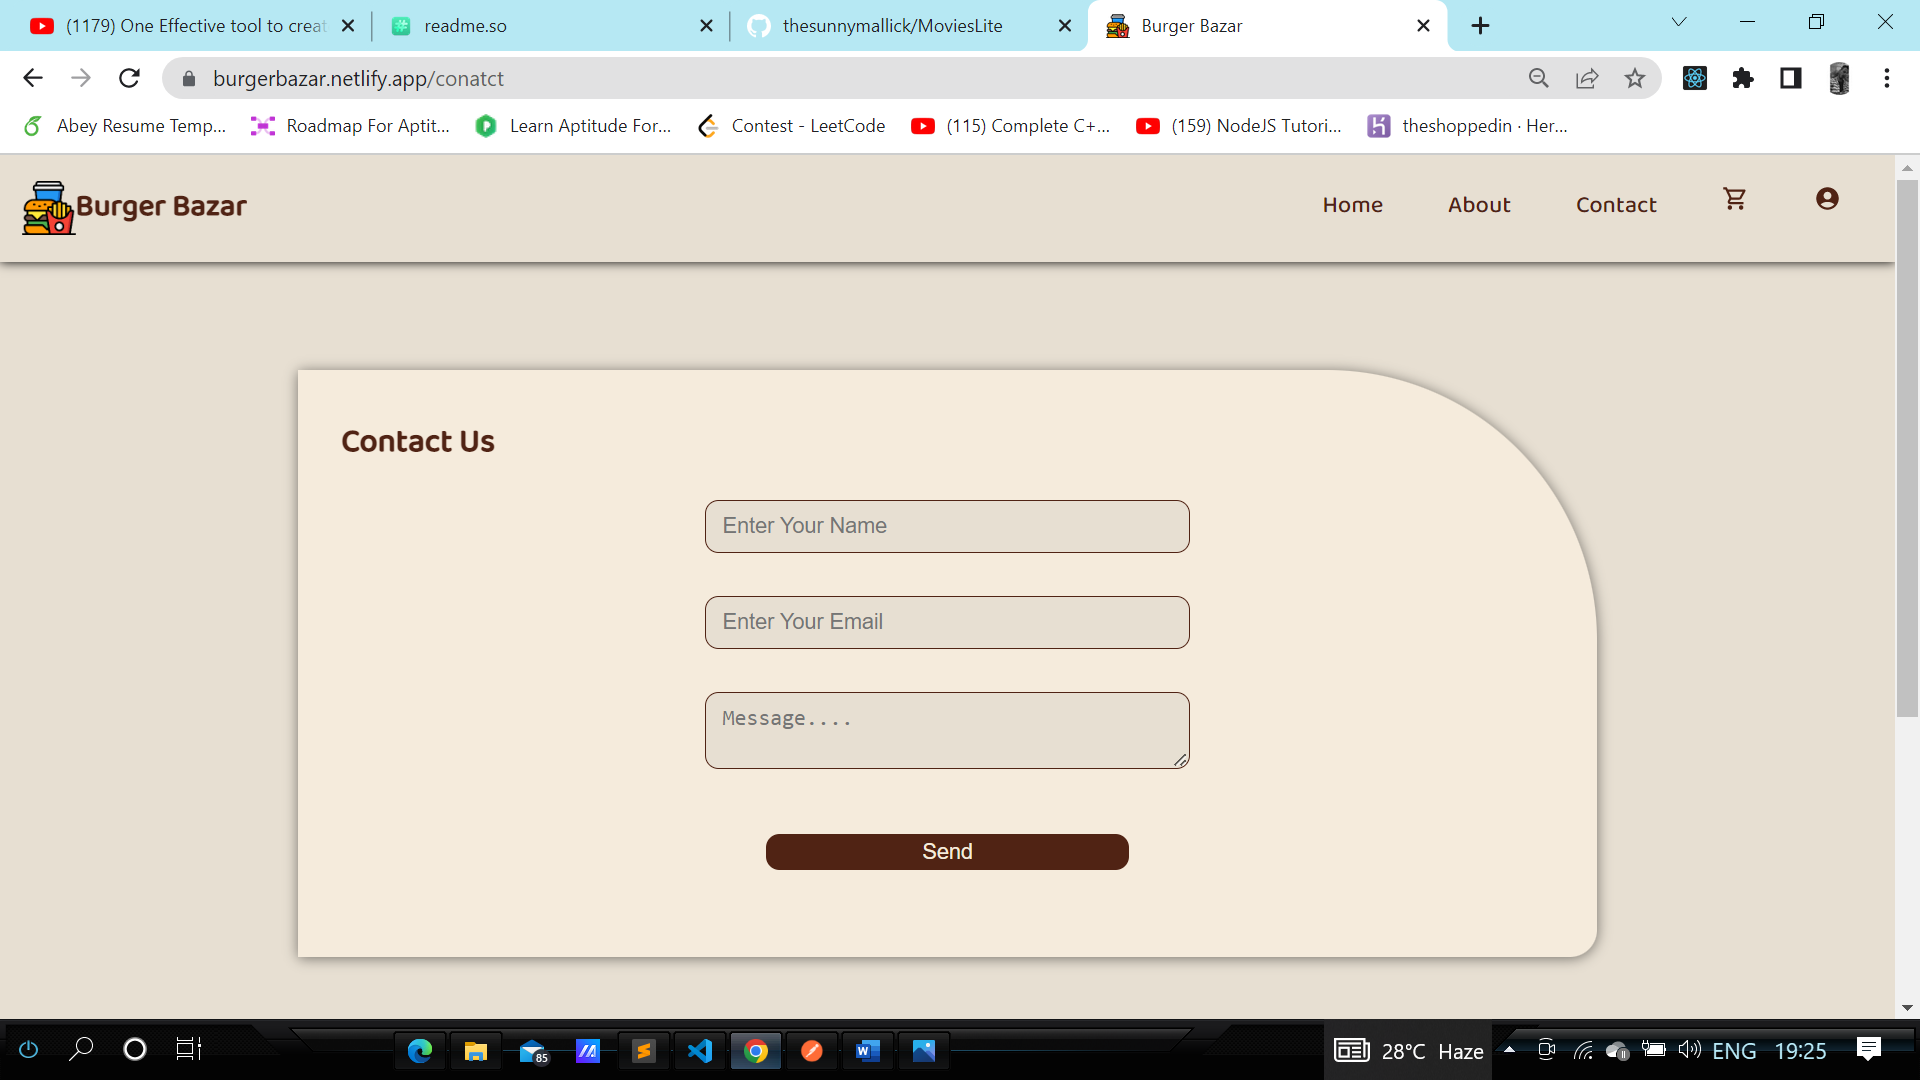 (1179) One Effective tool to creat
readme.so
thesunnymallick/MoviesLite
Burger Bazar
burgerbazar.netlify.app/conatct
Abey Resume Temp...
Roadmap For Aptit...
Learn Aptitude For...
Contest - LeetCode
(115) Complete C+...
(159) NodeJS Tutori...
theshoppedin · Her...
Burger Bazar
Home
About
Contact
Contact Us
Enter Your Name
Enter Your Email
Message....
Send
85
28°C Haze
ENG
19:25